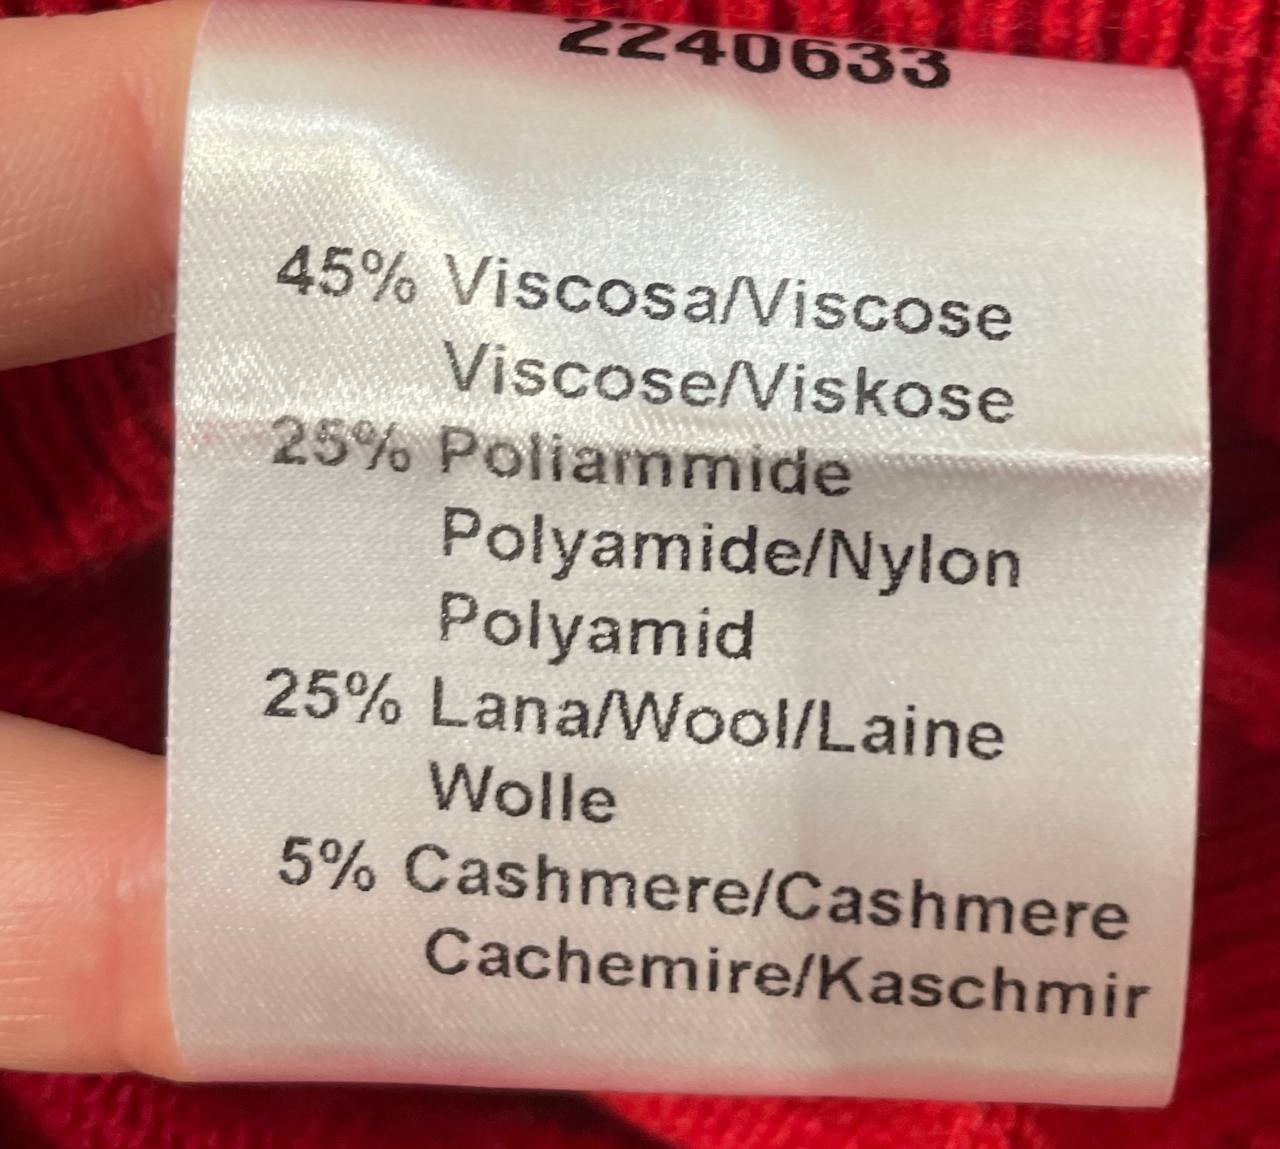 2240633
45% Viscosa/Viscose
Viscose/Viskose
25% Poliammide
Polyamide/Nylon
Polyamid
25% Lana/Wool/Laine
Wolle
5% Cashmere/Cashmere
Cachemire/Kaschmir